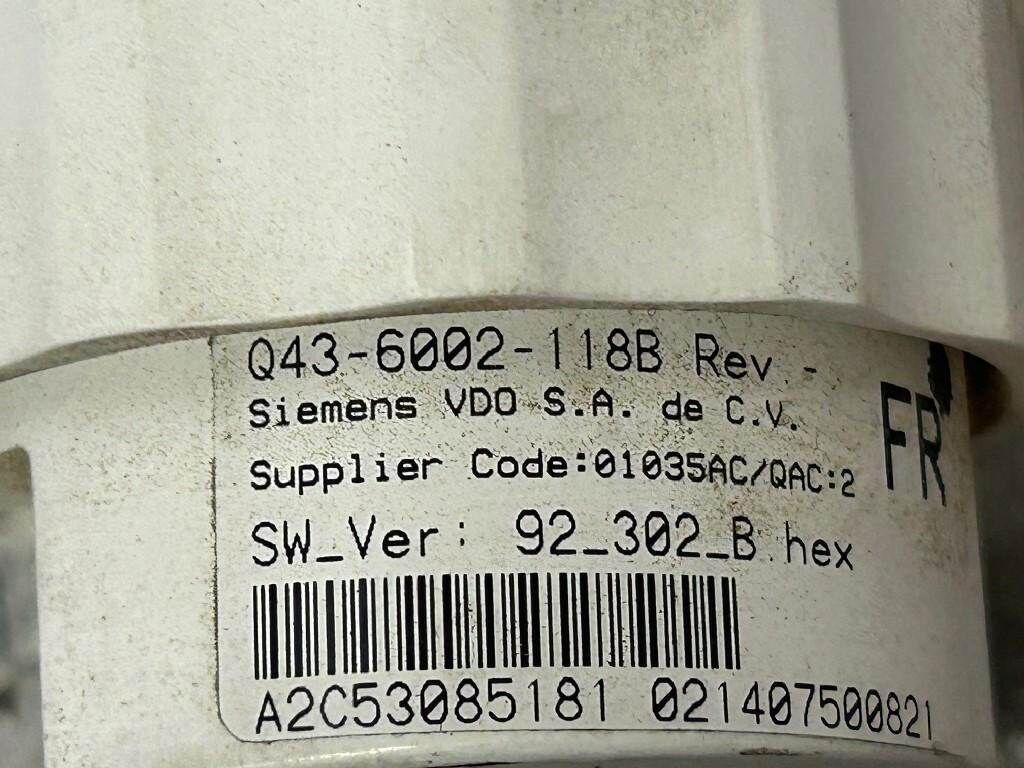 Q43-6002-118B Rev.-
Siemens VDO S.A. de C.V.
FR
Supplier Code:01035AC/QAC:2
SW_Ver: 92_302_B.hex
A2C53085181 021407500821